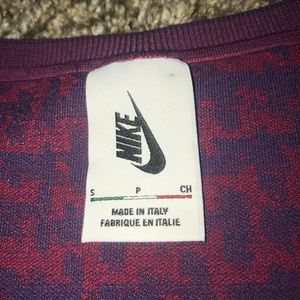 NIKE
S P CH
MADE IN ITALY
FABRIQUE EN ITALIE